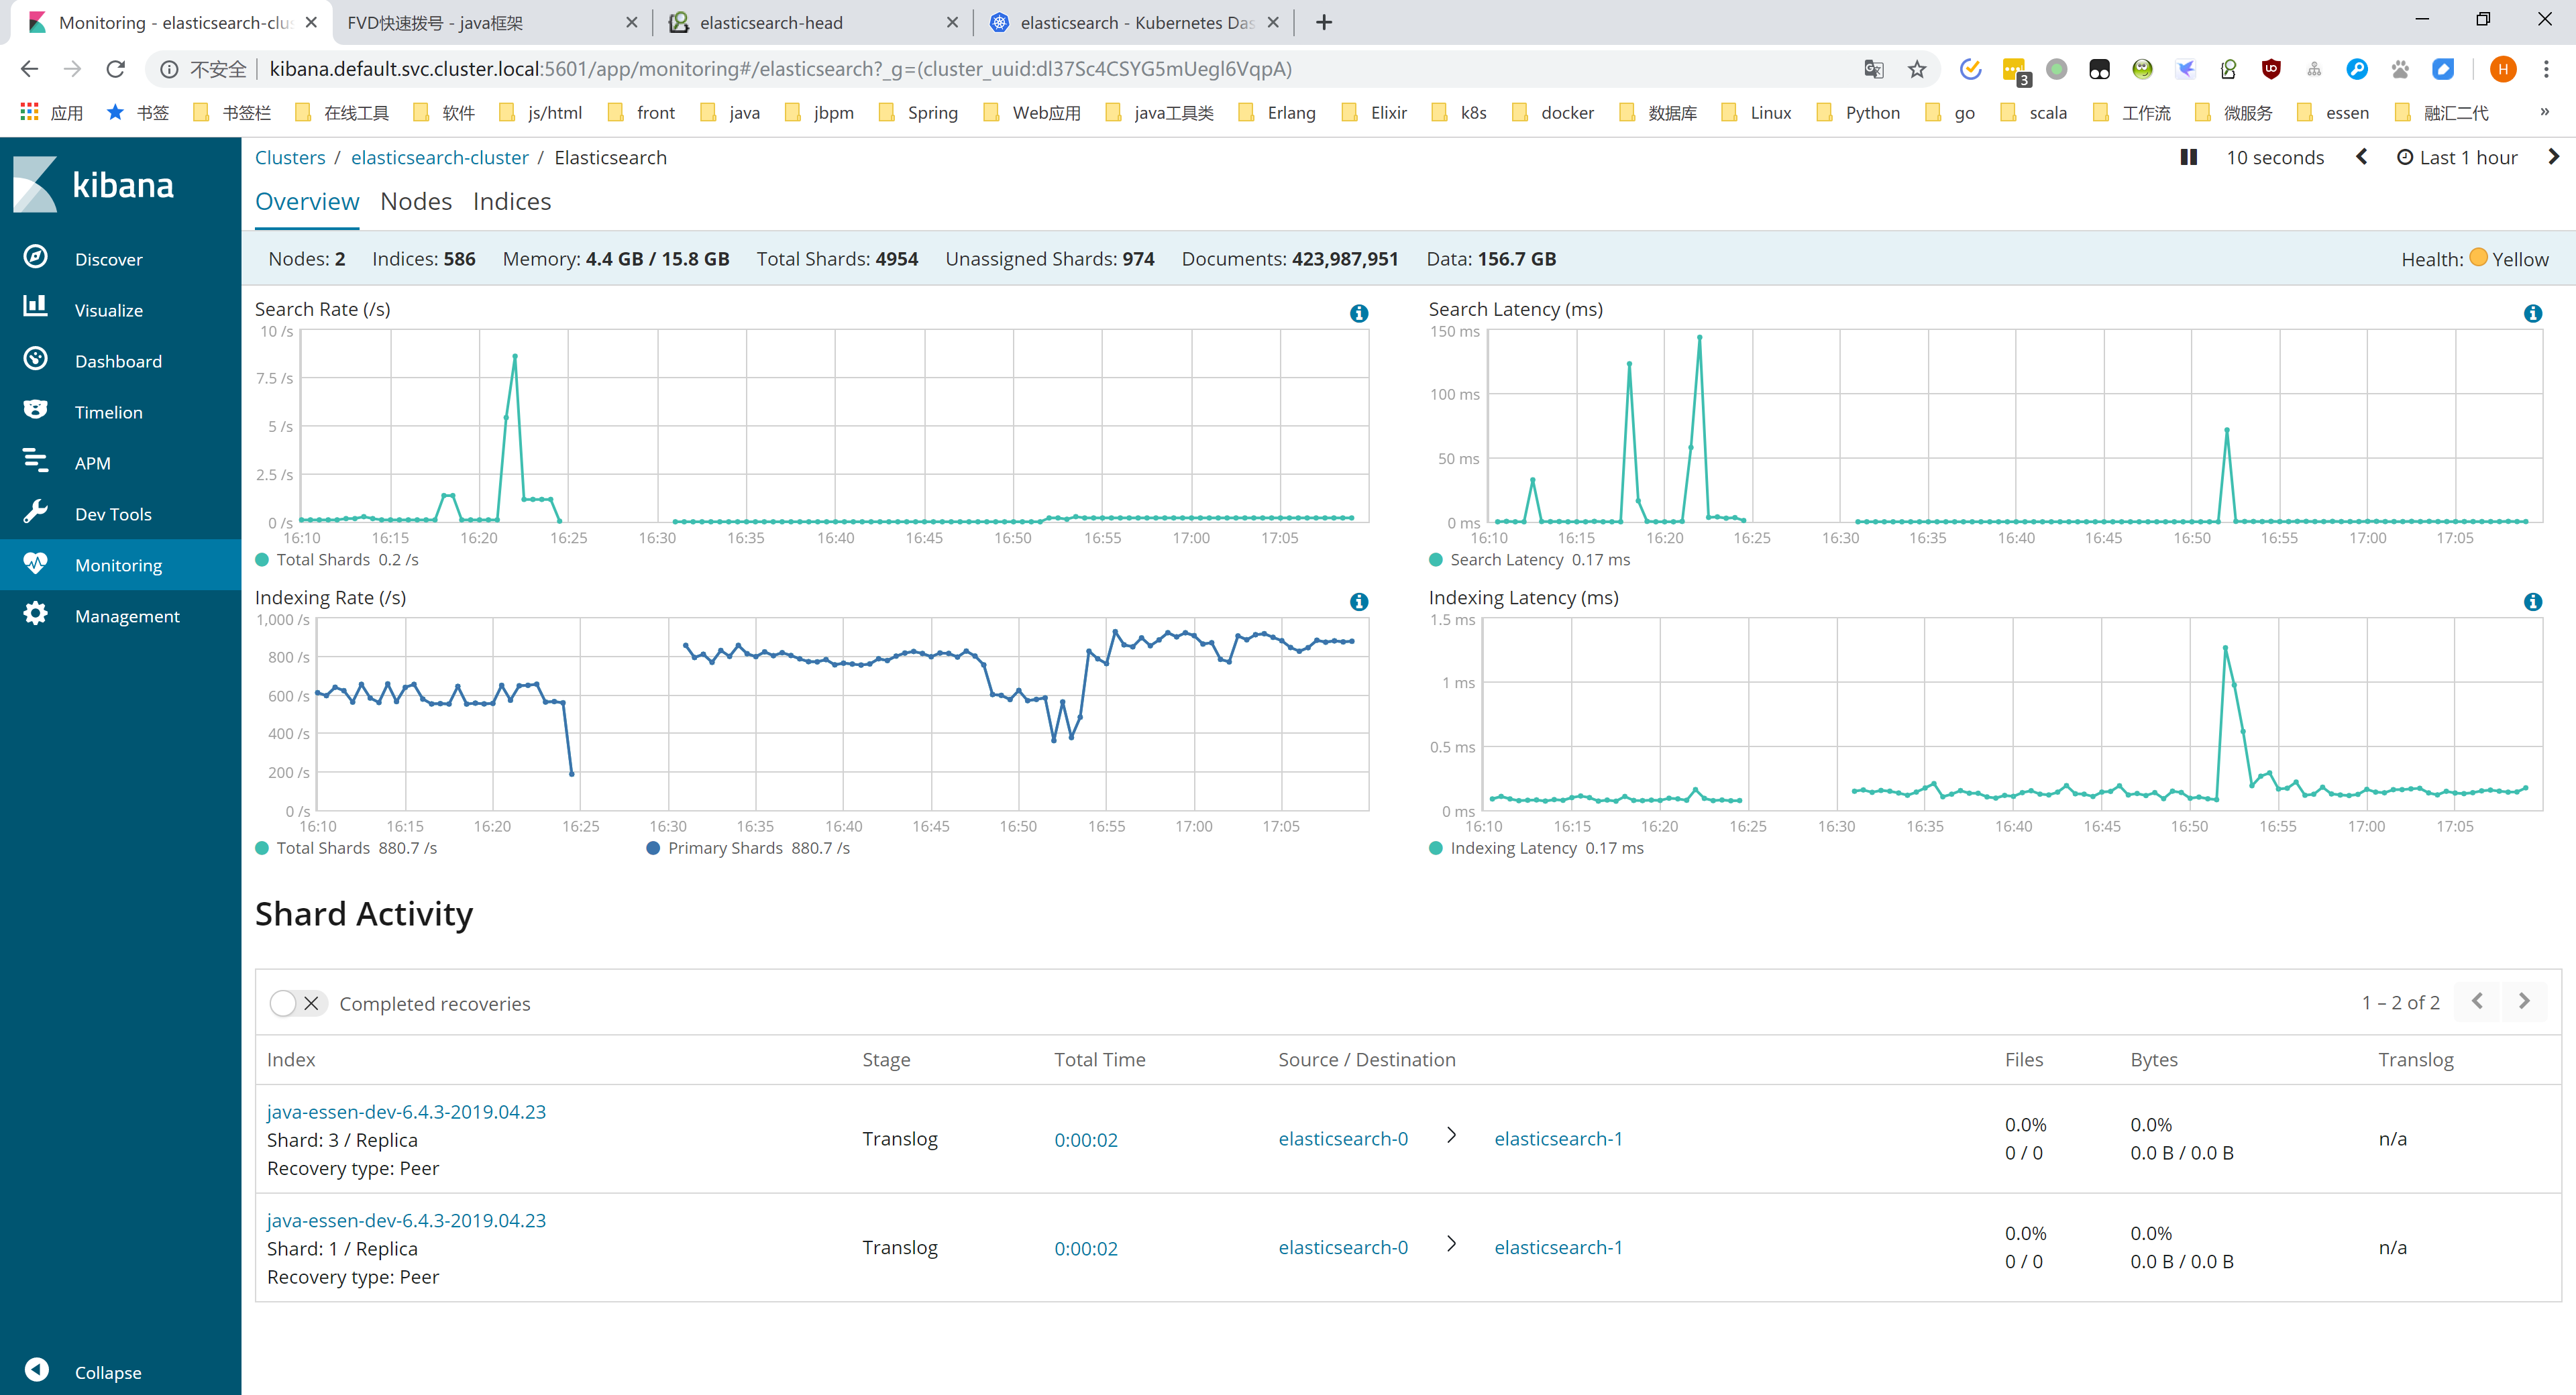 Monitoring - elasticsearch-clus
FVD快速拨号 - java框架
elasticsearch-head
elasticsearch - Kubernetes Das
不安全 kibana.default.svc.cluster.local:5601/app/monitoring#/elasticsearch?_g=(cluster_uuid:dl37Sc4CSYG5mUegl6VqpA)
3
H
应用 书签 书签栏 在线工具 软件 js/html front java jbpm Spring Web应用 java工具类 Erlang Elixir k8s docker 数据库 Linux Python go scala 工作流 微服务 essen 融汇二代 »
kibana
Discover
Visualize
Dashboard
Timelion
APM
Dev Tools
Monitoring
Management
Collapse
Clusters / elasticsearch-cluster / Elasticsearch
10 seconds Last 1 hour
Overview Nodes Indices
Nodes: 2 Indices: 586 Memory: 4.4 GB / 15.8 GB Total Shards: 4954 Unassigned Shards: 974 Documents: 423,987,951 Data: 156.7 GB Health: Yellow
Search Rate (/s)
10 /s
7.5 /s
5 /s
2.5 /s
0 /s
16:10 16:15 16:20 16:25 16:30 16:35 16:40 16:45 16:50 16:55 17:00 17:05
Total Shards 0.2 /s
Search Latency (ms)
150 ms
100 ms
50 ms
0 ms
16:10 16:15 16:20 16:25 16:30 16:35 16:40 16:45 16:50 16:55 17:00 17:05
Search Latency 0.17 ms
Indexing Rate (/s)
1,000 /s
800 /s
600 /s
400 /s
200 /s
0 /s
16:10 16:15 16:20 16:25 16:30 16:35 16:40 16:45 16:50 16:55 17:00 17:05
Total Shards 880.7 /s Primary Shards 880.7 /s
Indexing Latency (ms)
1.5 ms
1 ms
0.5 ms
0 ms
16:10 16:15 16:20 16:25 16:30 16:35 16:40 16:45 16:50 16:55 17:00 17:05
Indexing Latency 0.17 ms
Shard Activity
Completed recoveries
1 – 2 of 2
Index Stage Total Time Source / Destination Files Bytes Translog
java-essen-dev-6.4.3-2019.04.23
Shard: 3 / Replica
Recovery type: Peer
Translog
0:00:02
elasticsearch-0
elasticsearch-1
0.0%
0 / 0
0.0%
0.0 B / 0.0 B
n/a
java-essen-dev-6.4.3-2019.04.23
Shard: 1 / Replica
Recovery type: Peer
Translog
0:00:02
elasticsearch-0
elasticsearch-1
0.0%
0 / 0
0.0%
0.0 B / 0.0 B
n/a